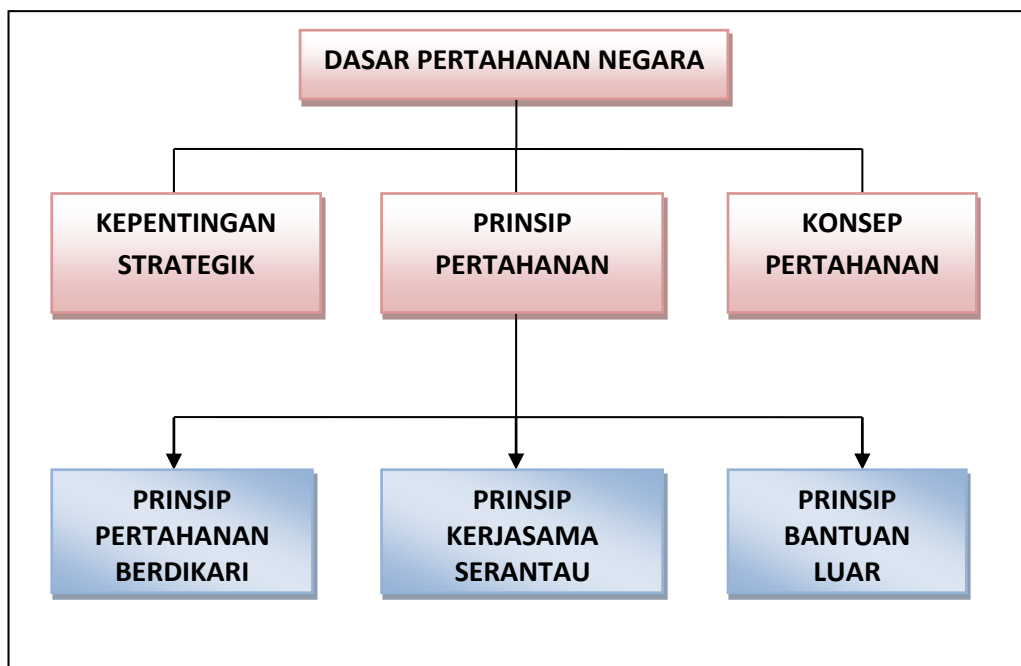 DASAR PERTAHANAN NEGARA
KEPENTINGAN
STRATEGIK
PRINSIP
PERTAHANAN
KONSEP
PERTAHANAN
PRINSIP
PERTAHANAN
BERDIKARI
PRINSIP
KERJASAMA
SERANTAU
PRINSIP
BANTUAN
LUAR